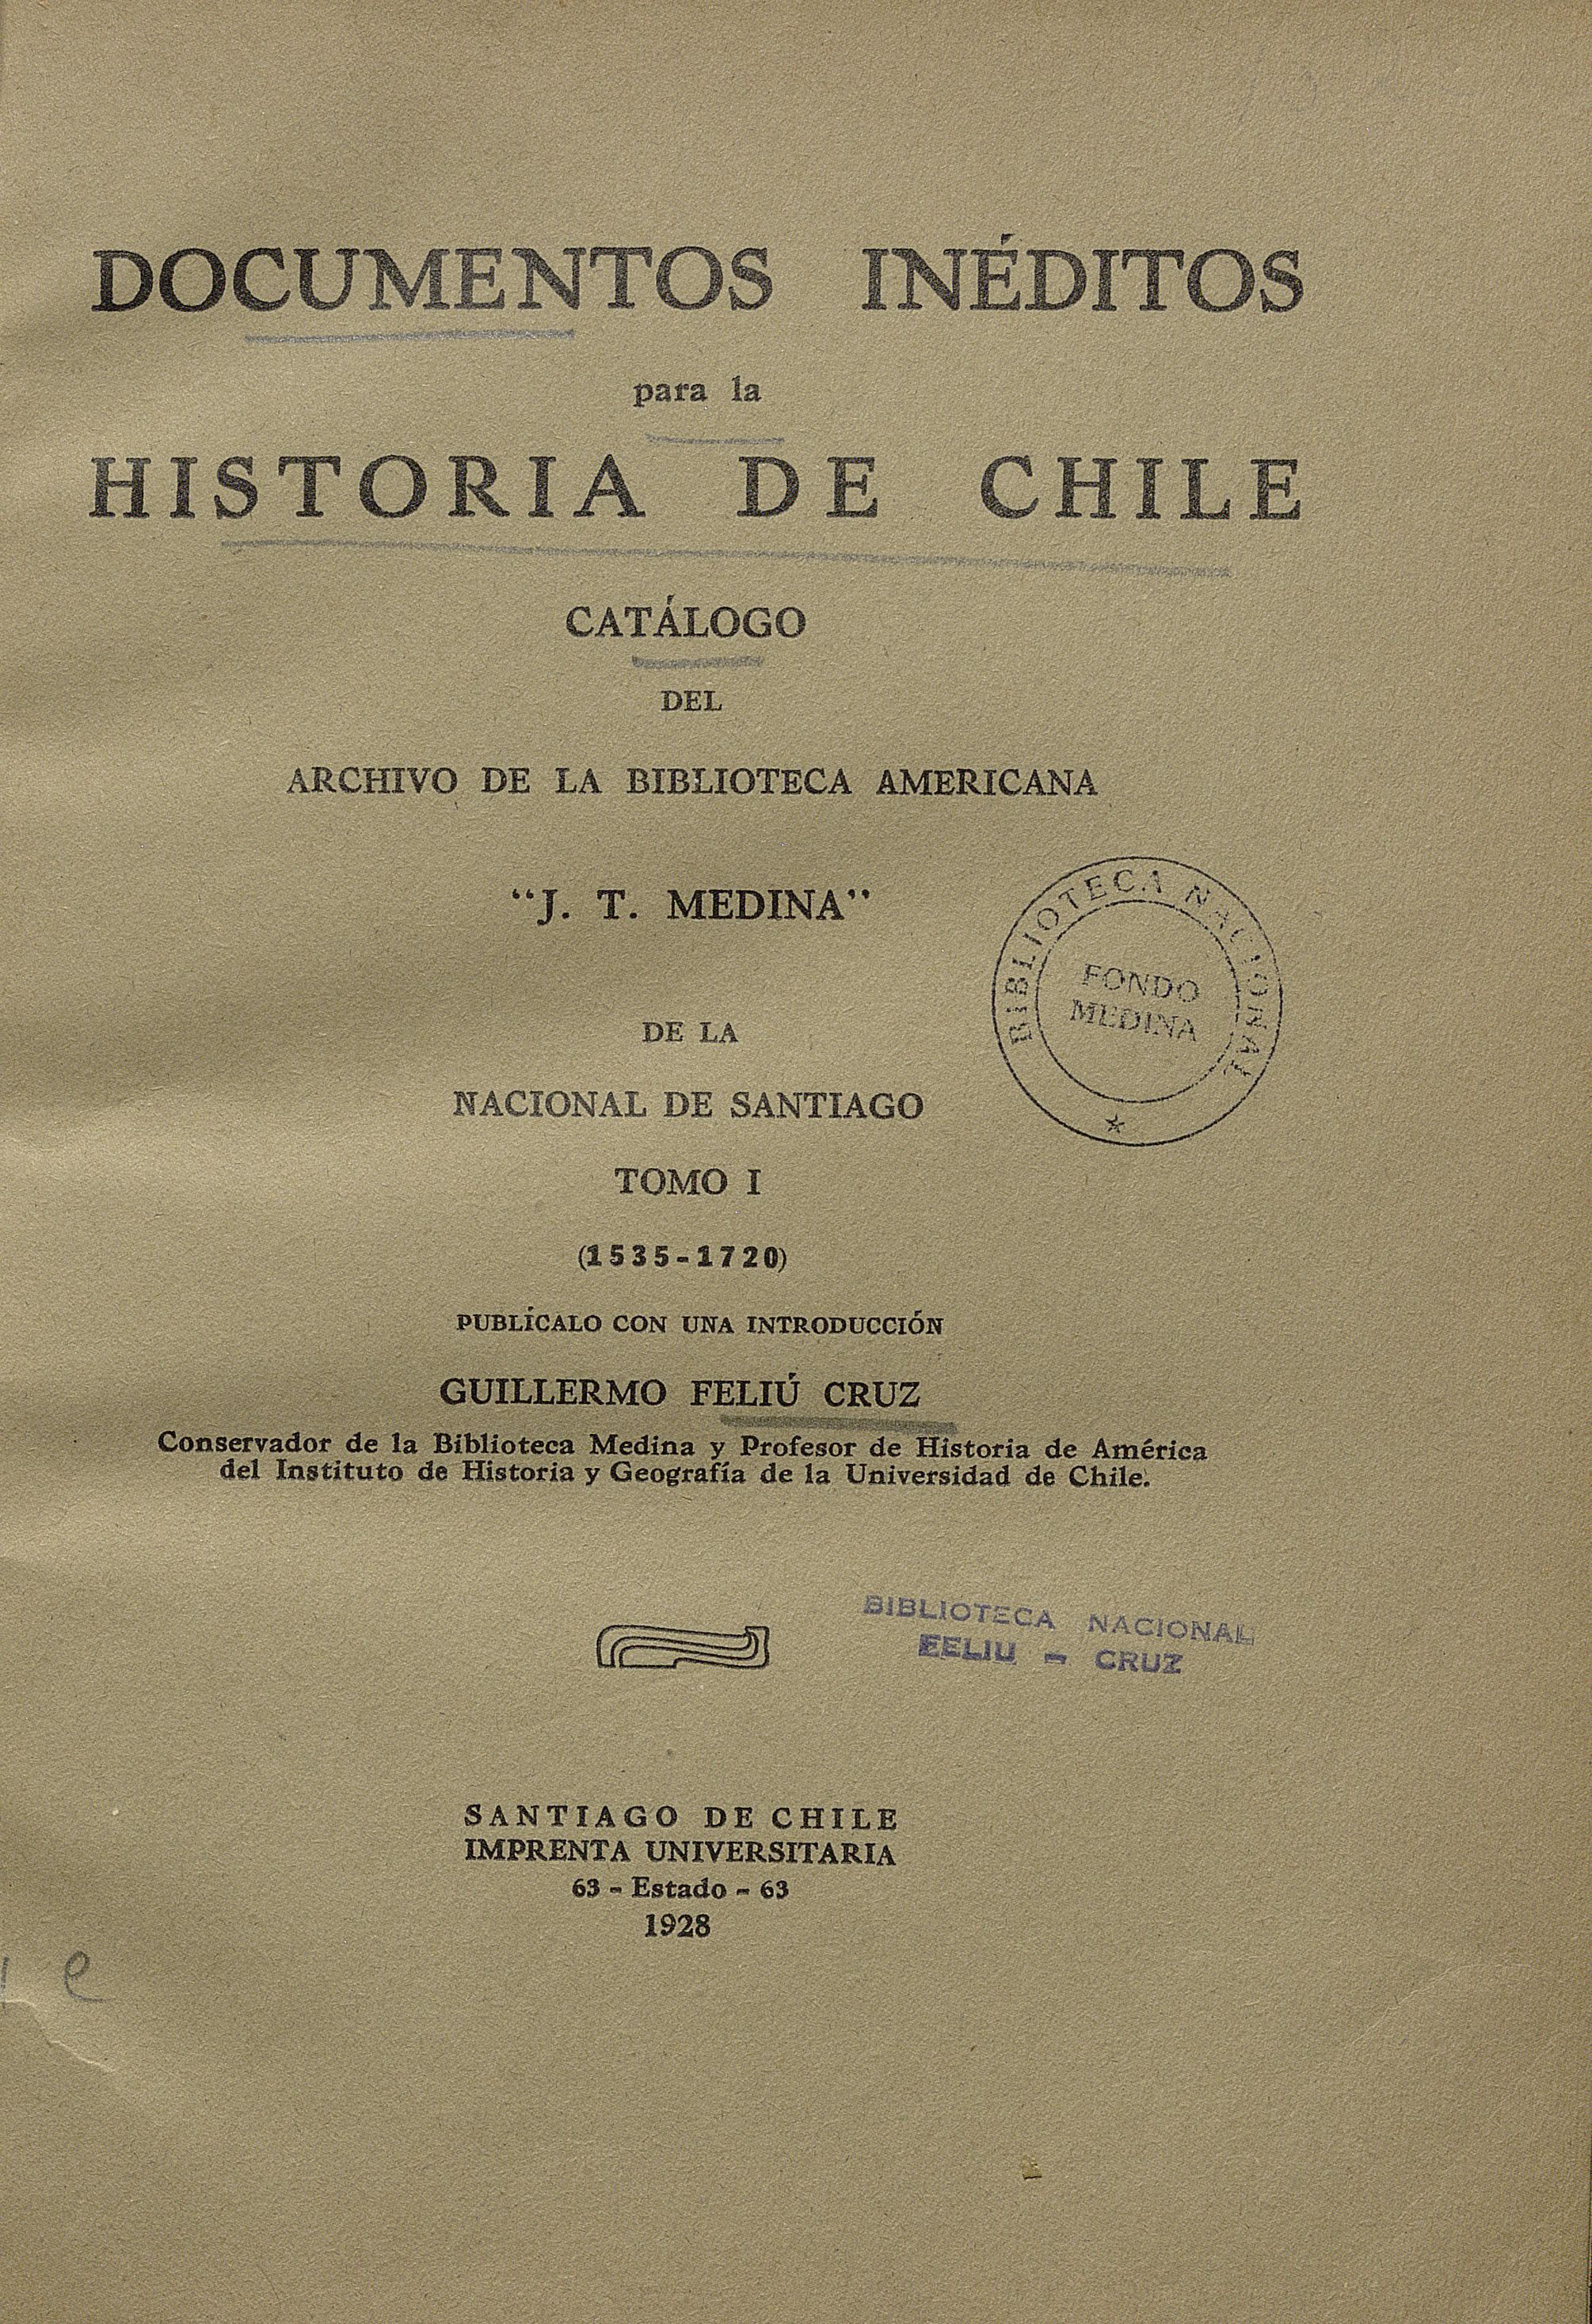 DOCUMENTOS INÉDITOS
para la
HISTORIA DE CHILE
CATÁLOGO
DEL
ARCHIVO DE LA BIBLIOTECA AMERICANA
“J. T. MEDINA”
BIBLIOTECA NACIONAL
FONDO
MEDINA
DE LA
NACIONAL DE SANTIAGO
TOMO I
(1535-1720)
PUBLÍCALO CON UNA INTRODUCCIÓN
GUILLERMO FELIÚ CRUZ
Conservador de la Biblioteca Medina y Profesor de Historia de América
del Instituto de Historia y Geografía de la Universidad de Chile.
BIBLIOTECA NACIONAL
EELIU - CRUZ
SANTIAGO DE CHILE
IMPRENTA UNIVERSITARIA
63 - Estado - 63
1928
e